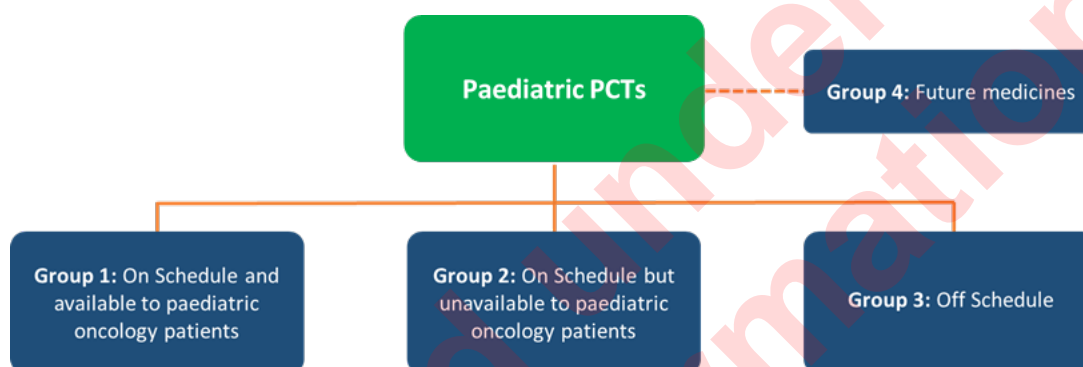 Paediatric PCTs
Group 4: Future medicines
Group 1: On Schedule and
available to paediatric
oncology patients
Group 2: On Schedule but
unavailable to paediatric
oncology patients
Group 3: Off Schedule
under